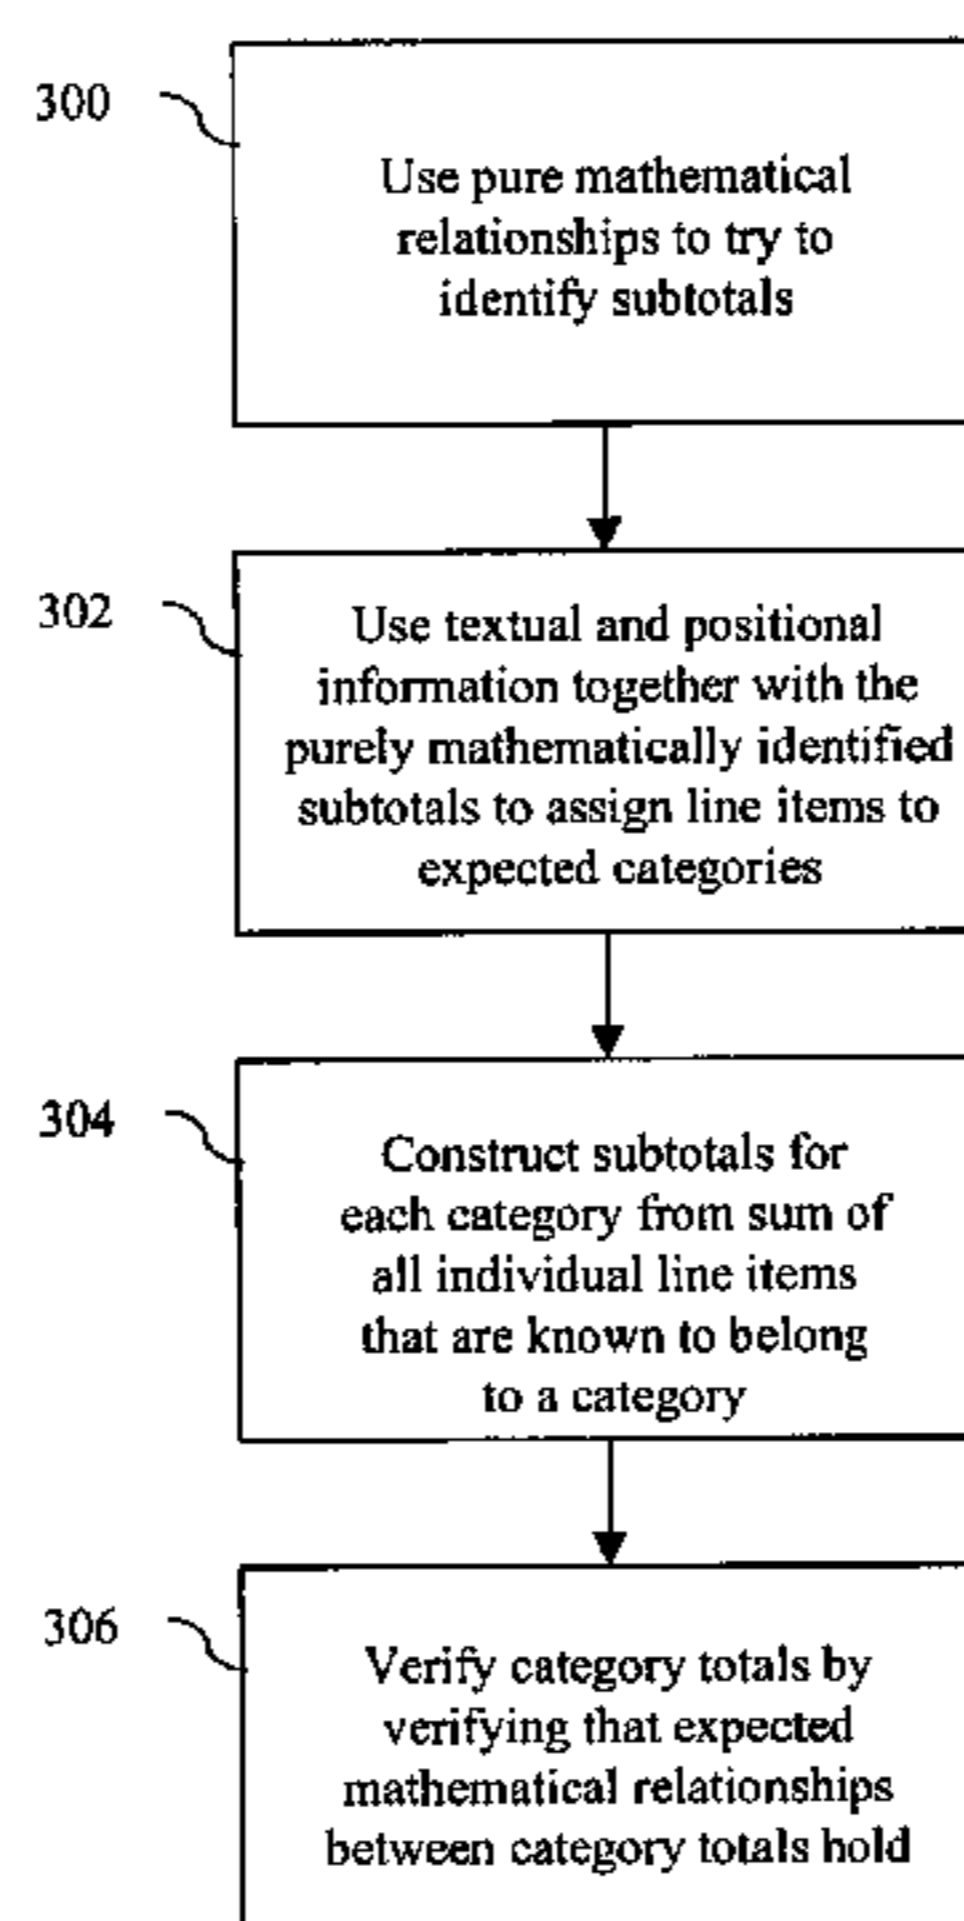 300
Use pure mathematical
relationships to try to
identify subtotals
302
Use textual and positional
information together with the
purely mathematically identified
subtotals to assign line items to
expected categories
304
Construct subtotals for
each category from sum of
all individual line items
that are known to belong
to a category
306
Verify category totals by
verifying that expected
mathematical relationships
between category totals hold